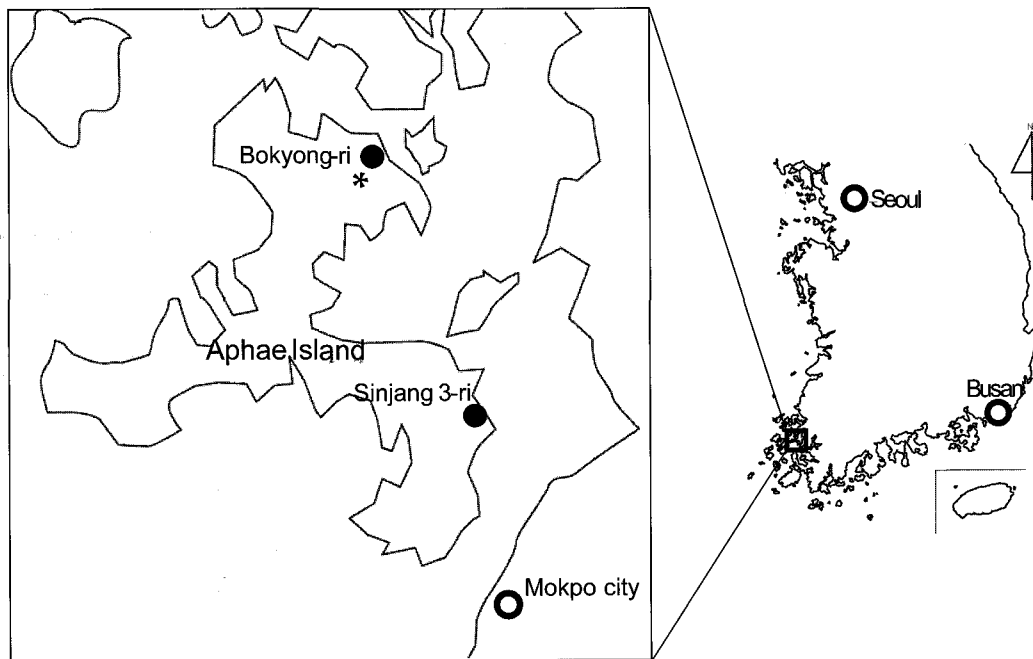 Bokyong-ri
*
Aphae Island
Sinjang 3-ri
Mokpo city
N
Seoul
Busan